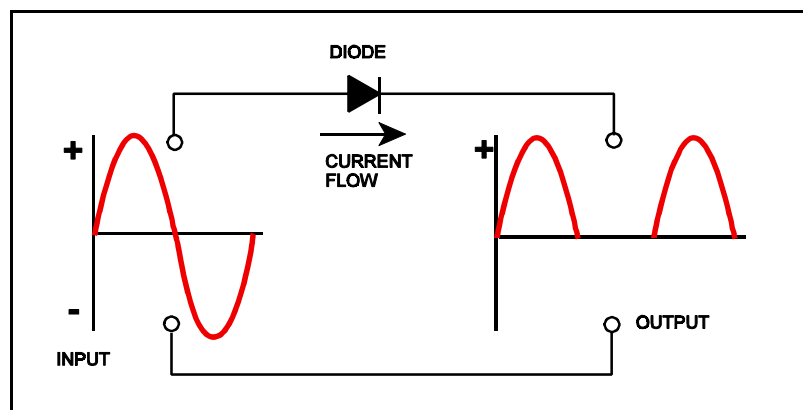 DIODE
+
CURRENT
FLOW
+
-
INPUT
OUTPUT